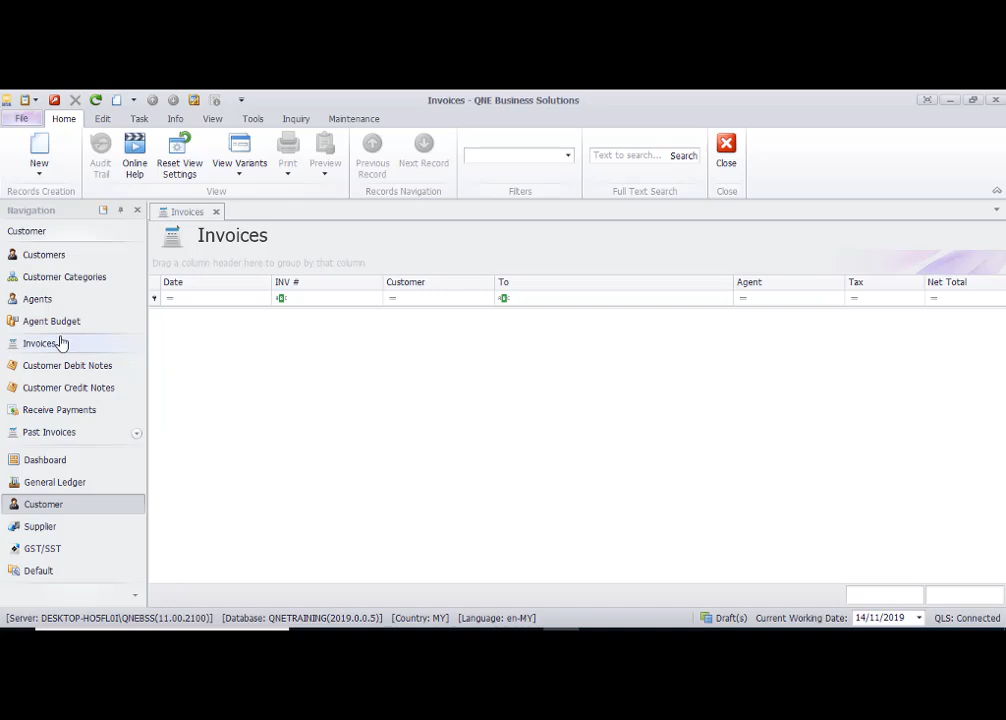 Invoices - QNE Business Solutions
File Home Edit Task Info View Tools Inquiry Maintenance
New
Audit Trail
Online Help
Reset View Settings
View Variants
Print
Preview
Previous Record
Next Record
Text to search... Search
Close
Records Creation View Records Navigation Filters Full Text Search Close
Navigation
Invoices
Customer
Invoices
Customers
Customer Categories
Agents
Agent Budget
Invoices
Customer Debit Notes
Customer Credit Notes
Receive Payments
Past Invoices
Dashboard
General Ledger
Customer
Supplier
GST/SST
Default
Drag a column header here to group by that column
Date INV # Customer To Agent Tax Net Total
= = = = =
[Server: DESKTOP-HO5FL0I\QNEBSS(11.00.2100)] [Database: QNETRAINING(2019.0.0.5)] [Country: MY] [Language: en-MY] Draft(s) Current Working Date: 14/11/2019 QLS: Connected